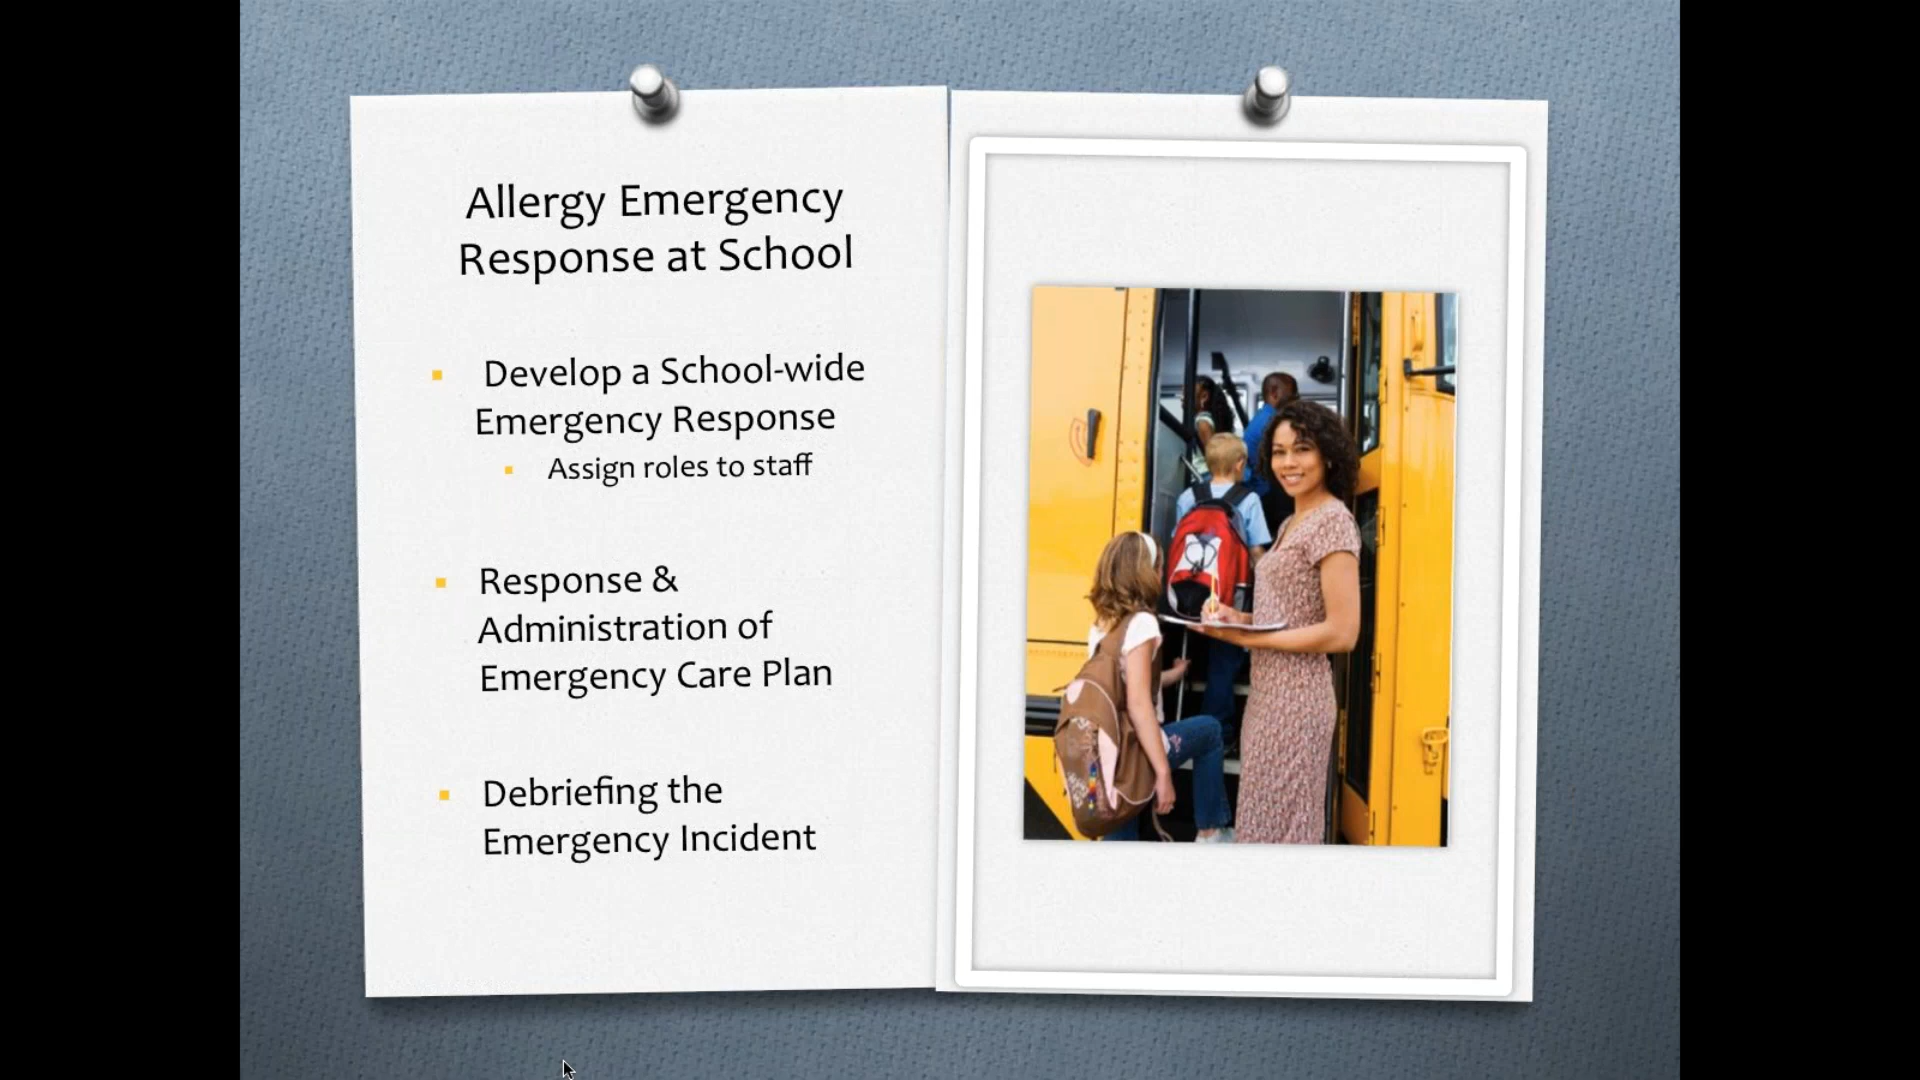 Allergy Emergency
Response at School
Develop a School-wide
Emergency Response
Assign roles to staff
Response &
Administration of
Emergency Care Plan
Debriefing the
Emergency Incident